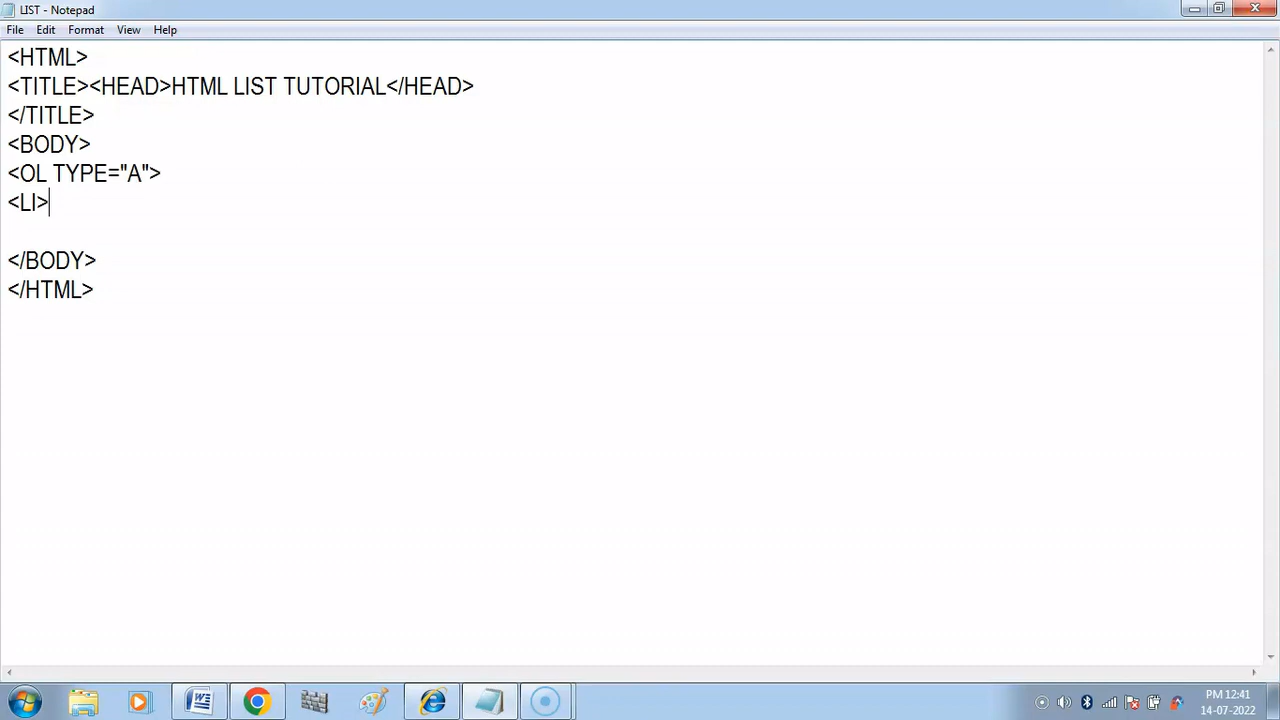 LIST - Notepad
File Edit Format View Help
<HTML>
<TITLE><HEAD>HTML LIST TUTORIAL</HEAD>
</TITLE>
<BODY>
<OL TYPE="A">
<LI>
</BODY>
</HTML>
PM 12:41
14-07-2022